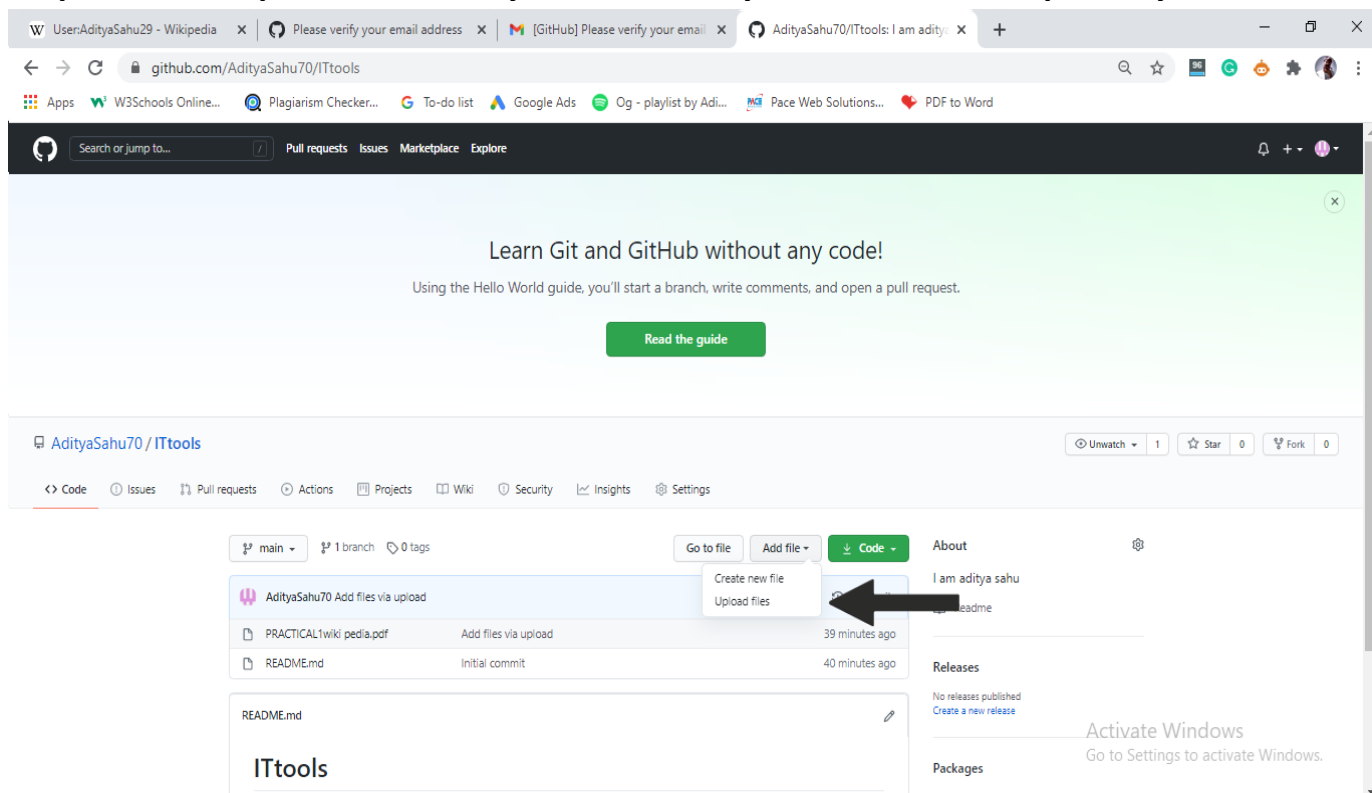 User:AdityaSahu29 - Wikipedia
Please verify your email address
[GitHub] Please verify your email
AdityaSahu70/ITtools: I am aditya
github.com/AdityaSahu70/ITtools
96
Apps
W3Schools Online...
Plagiarism Checker...
To-do list
Google Ads
Og - playlist by Adi...
Pace Web Solutions...
PDF to Word
Search or jump to...
/
Pull requests
Issues
Marketplace
Explore
Learn Git and GitHub without any code!
Using the Hello World guide, you'll start a branch, write comments, and open a pull request.
Read the guide
AdityaSahu70 / ITtools
Unwatch 1
Star 0
Fork 0
<> Code
Issues
Pull requests
Actions
Projects
Wiki
Security
Insights
Settings
main
1 branch
0 tags
Go to file
Add file
Code
Create new file
Upload files
AdityaSahu70 Add files via upload
PRACTICAL1wiki pedia.pdf Add files via upload 39 minutes ago
README.md Initial commit 40 minutes ago
README.md
ITtools
About
I am aditya sahu
Releases
No releases published
Create a new release
Packages
Activate Windows
Go to Settings to activate Windows.